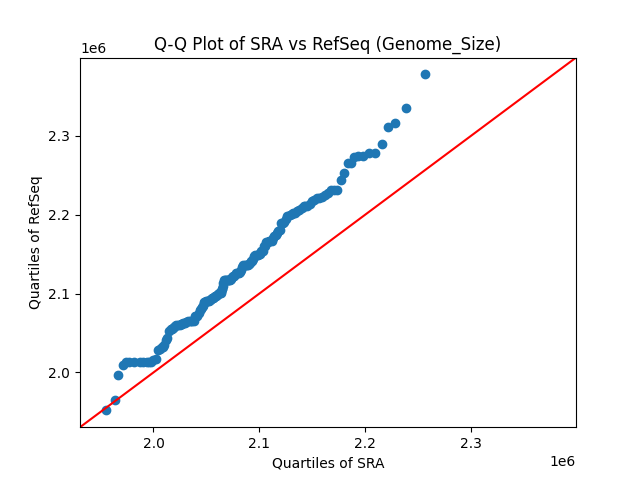 Q-Q Plot of SRA vs RefSeq (Genome_Size)
1e6
2.3
2.2
2.1
2.0
Quartiles of RefSeq
2.0 2.1 2.2 2.3
Quartiles of SRA
1e6